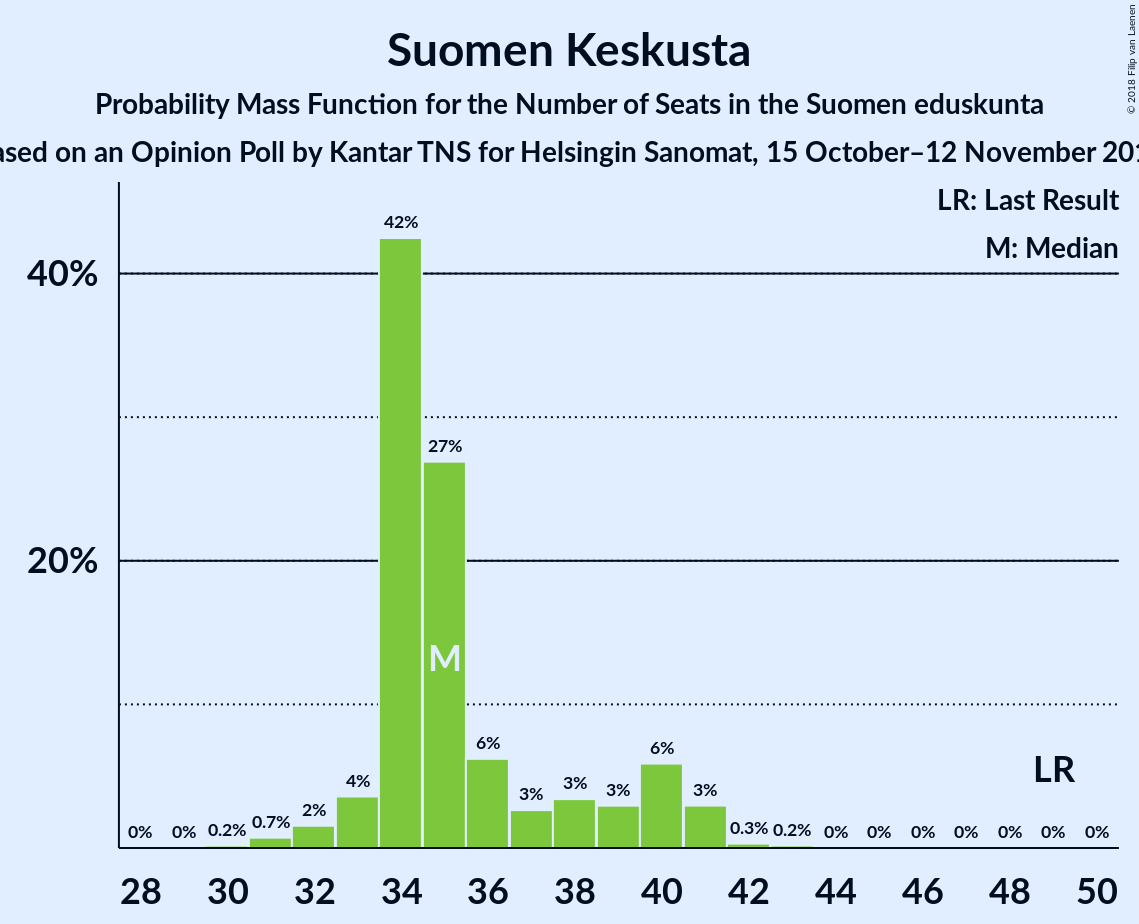 Suomen Keskusta
Probability Mass Function for the Number of Seats in the Suomen eduskunta
on an Opinion Poll by Kantar TNS for Helsingin Sanomat, 15 October–12 November
© 2018 Filip van Laenen
LR: Last Result
M: Median
40%
20%
42%
27%
M
6%
6%
4%
3%
3%
3%
3%
2%
0.7%
0.2%
0%
0%
0.3%
0.2%
0%
0%
0%
0%
0%
0%
0%
LR
28 30 32 34 36 38 40 42 44 46 48 50